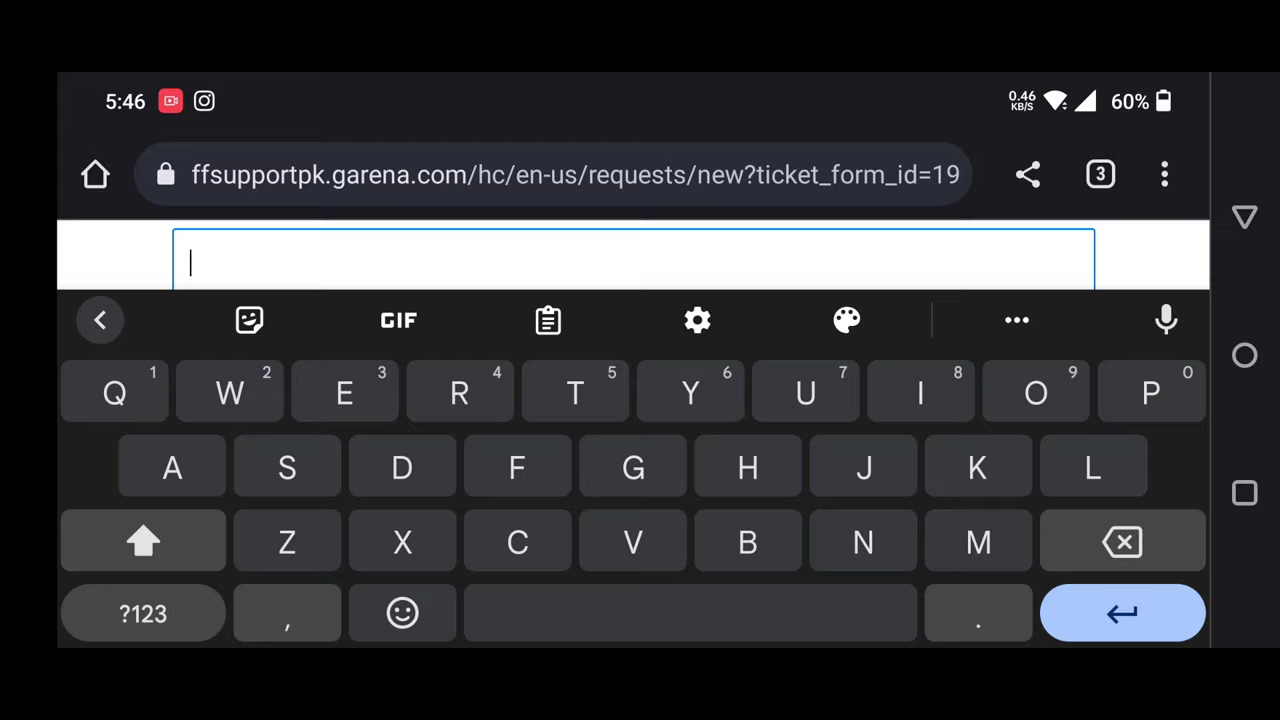 5:46 0.46 KB/S 60%
ffsupportpk.garena.com/hc/en-us/requests/new?ticket_form_id=19 3
GIF
Q 1 W 2 E 3 R 4 T 5 Y 6 U 7 I 8 O 9 P 0
A S D F G H J K L
Z X C V B N M
?123 , .